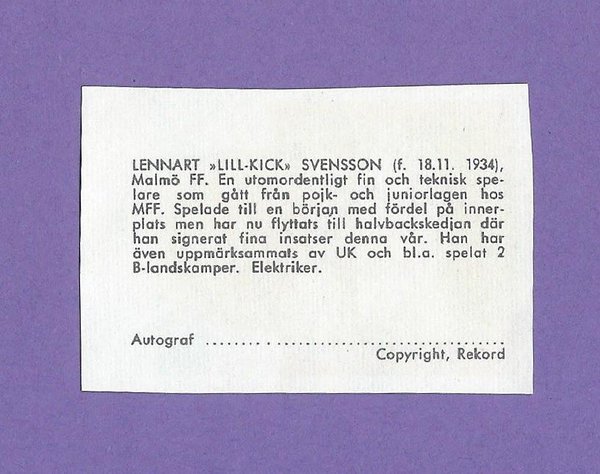 LENNART »LILL-KICK» SVENSSON (f. 18.11. 1934),
Malmö FF. En utomordentligt fin och teknisk spe-
lare som gått från pojk- och juniorlagen hos
MFF. Spelade till en början med fördel på inner-
plats men har nu flyttats till halvbackskedjan där
han signerat fina insatser denna vår. Han har
även uppmärksammats av UK och bl.a. spelat 2
B-landskamper. Elektriker.
Autograf ........................................
Copyright, Rekord